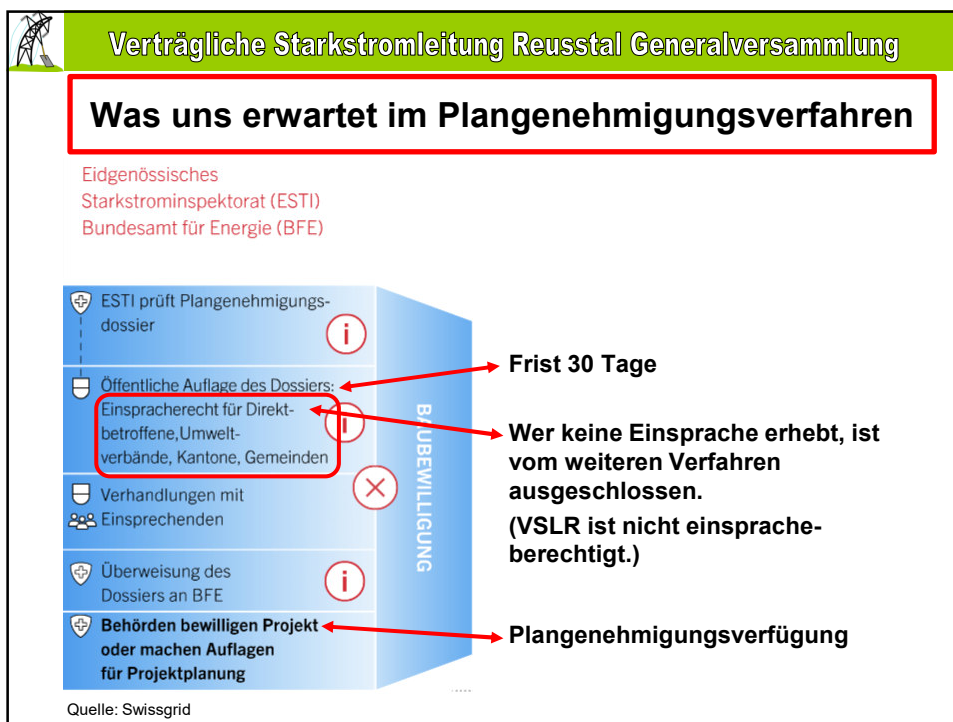 Verträgliche Starkstromleitung Reusstal Generalversammlung
Was uns erwartet im Plangenehmigungsverfahren
Eidgenössisches
Starkstrominspektorat (ESTI)
Bundesamt für Energie (BFE)
ESTI prüft Plangenehmigungs-
dossier
i
Öffentliche Auflage des Dossiers:
Einspracherecht für Direkt-
betroffene,Umwelt-
verbände, Kantone, Gemeinden
i
Verhandlungen mit
Einsprechenden
Überweisung des
Dossiers an BFE
i
Behörden bewilligen Projekt
oder machen Auflagen
für Projektplanung
BAUBEWILLIGUNG
Frist 30 Tage
Wer keine Einsprache erhebt, ist
vom weiteren Verfahren
ausgeschlossen.
(VSLR ist nicht einsprache-
berechtigt.)
Plangenehmigungsverfügung
Quelle: Swissgrid